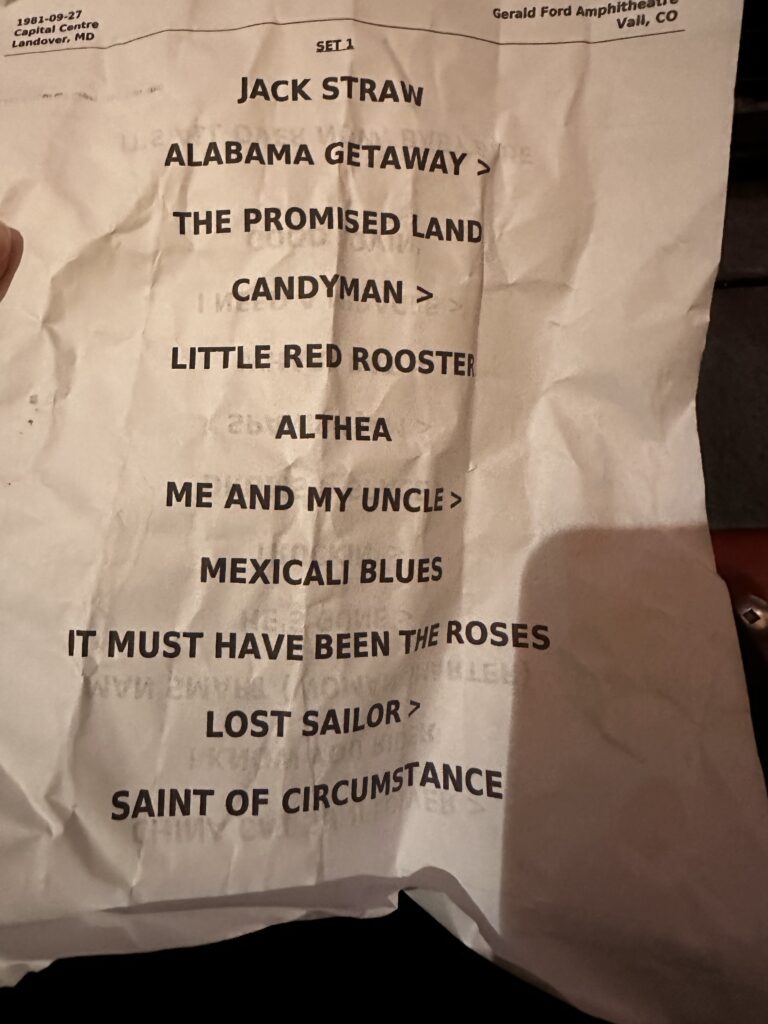 1981-09-27
Capital Centre
Landover, MD
Gerald Ford Amphitheatre
Vail, CO
SET 1
JACK STRAW
ALABAMA GETAWAY >
THE PROMISED LAND
CANDYMAN >
LITTLE RED ROOSTER
ALTHEA
ME AND MY UNCLE >
MEXICALI BLUES
IT MUST HAVE BEEN THE ROSES
LOST SAILOR >
SAINT OF CIRCUMSTANCE